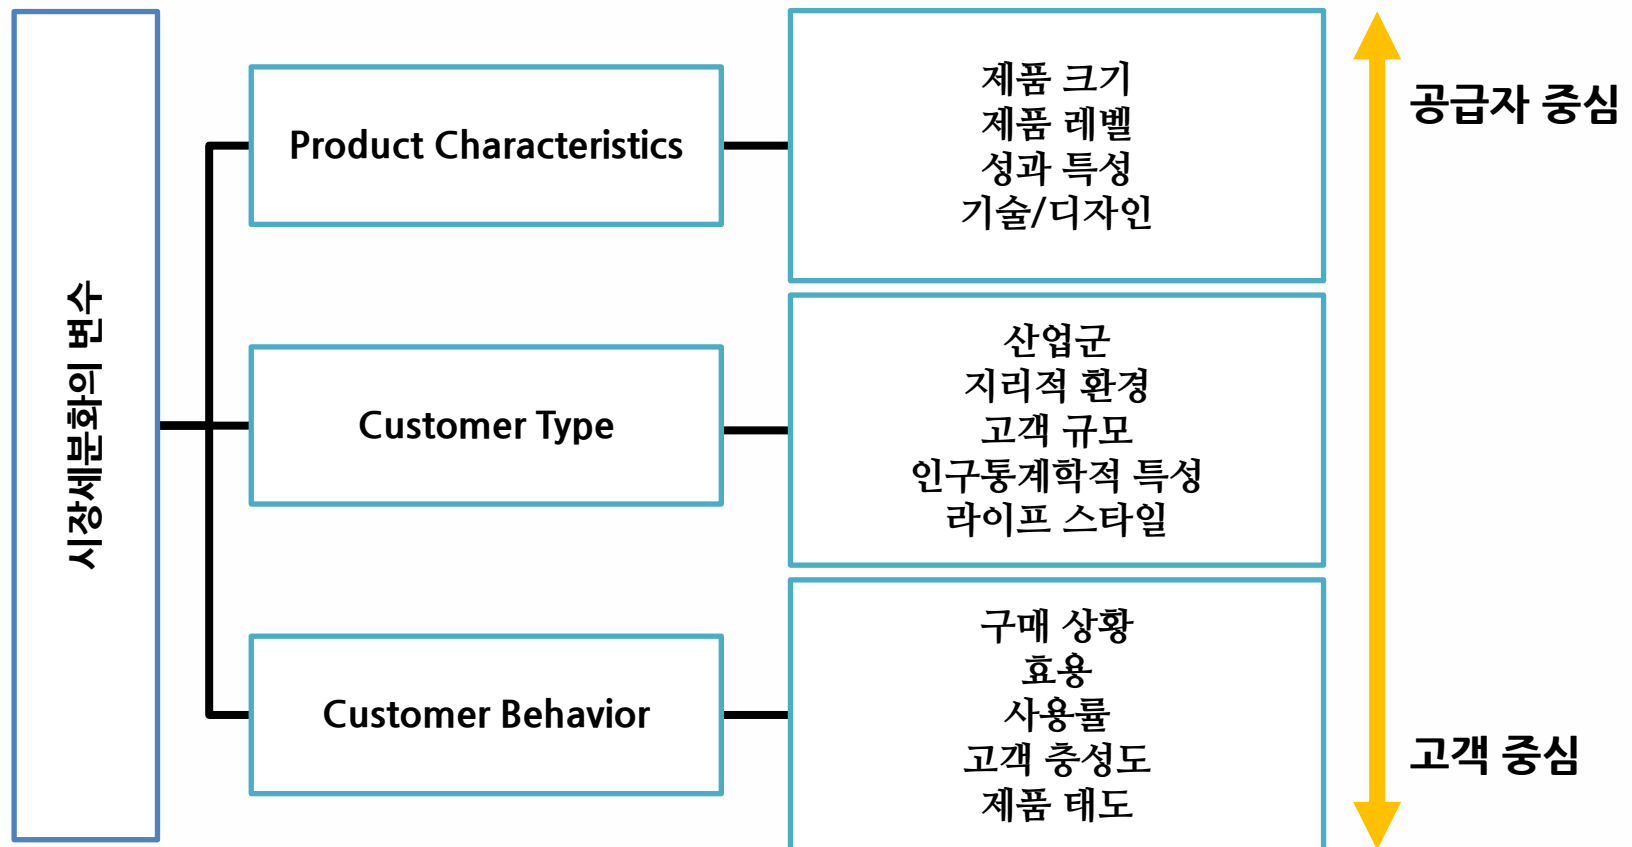 시장세분화의 변수
Product Characteristics
제품 크기
제품 레벨
성과 특성
기술/디자인
공급자 중심
Customer Type
산업군
지리적 환경
고객 규모
인구통계학적 특성
라이프 스타일
Customer Behavior
구매 상황
효용
사용률
고객 충성도
제품 태도
고객 중심